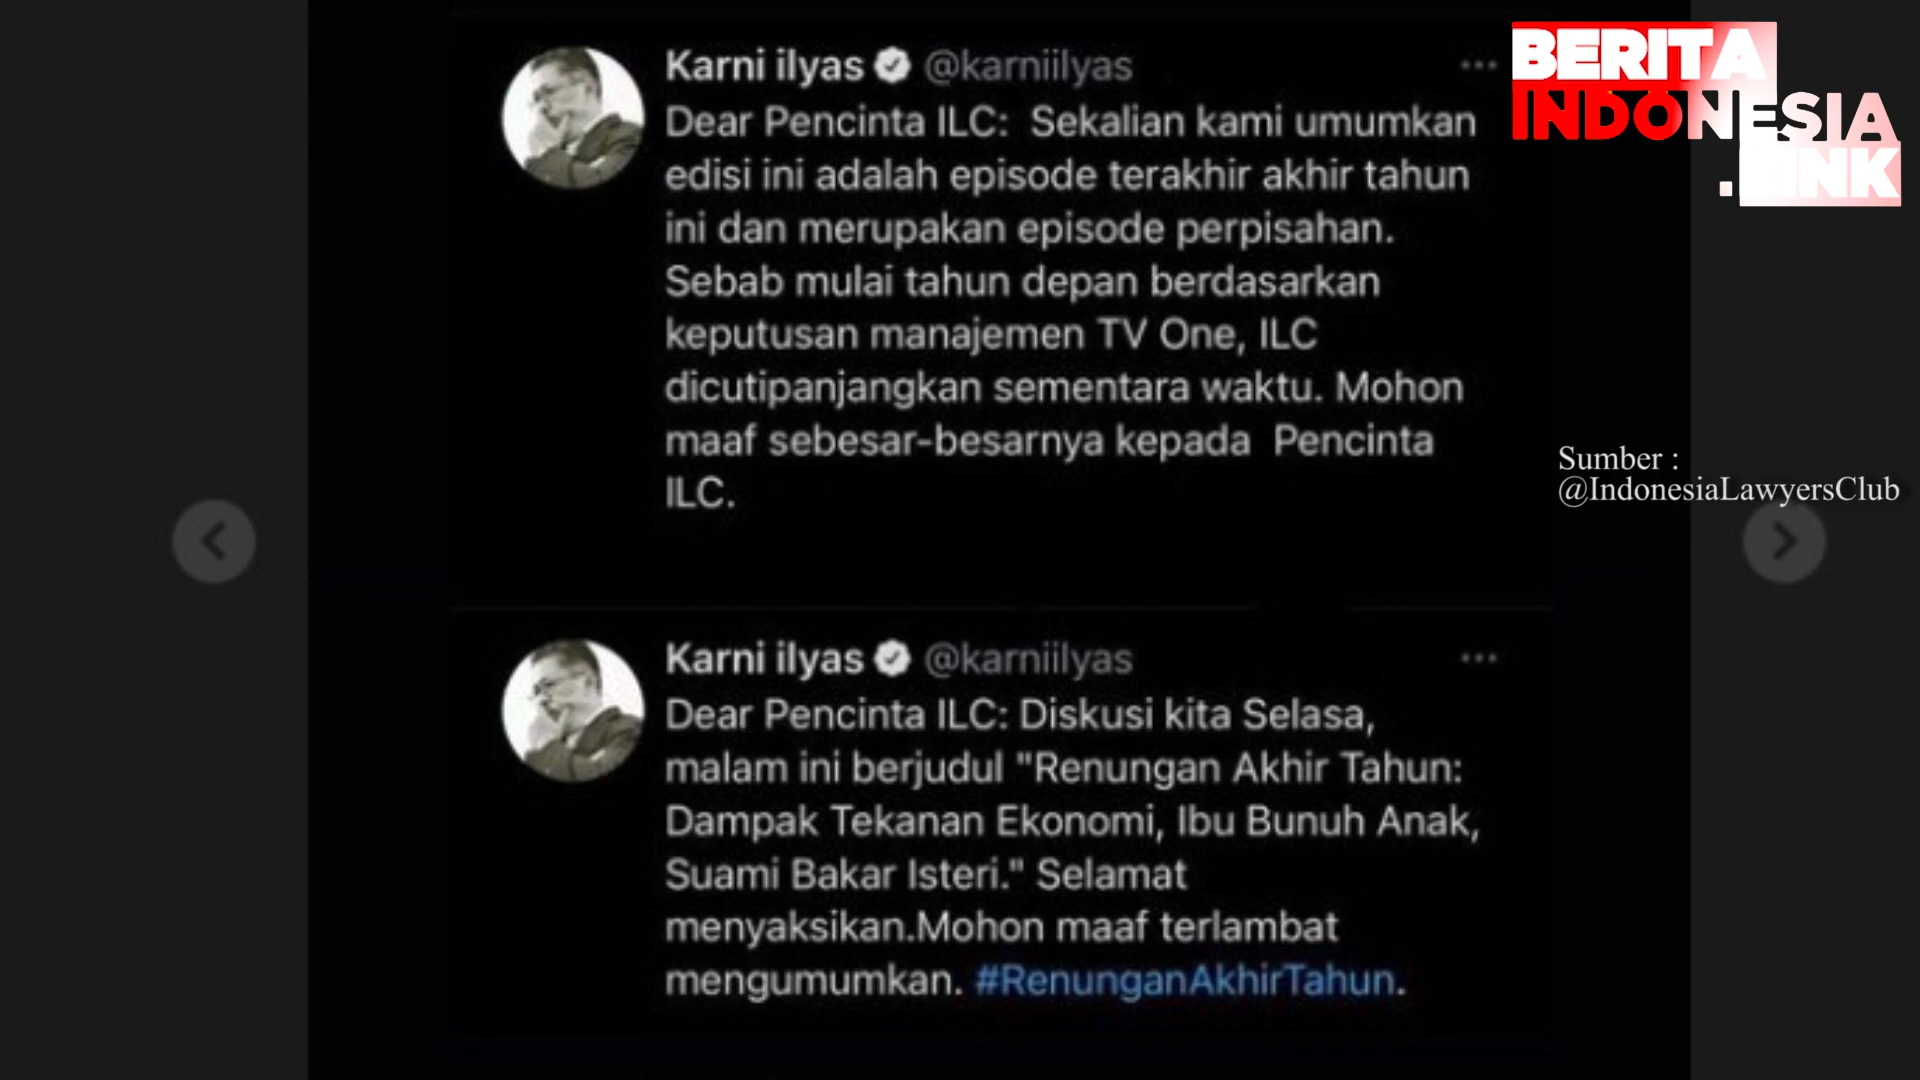 Karni ilyas @karniilyas
Dear Pencinta ILC: Sekalian kami umumkan
edisi ini adalah episode terakhir akhir tahun
ini dan merupakan episode perpisahan.
Sebab mulai tahun depan berdasarkan
keputusan manajemen TV One, ILC
dicutipanjangkan sementara waktu. Mohon
maaf sebesar-besarnya kepada Pencinta
ILC.
Karni ilyas @karniilyas
Dear Pencinta ILC: Diskusi kita Selasa,
malam ini berjudul "Renungan Akhir Tahun:
Dampak Tekanan Ekonomi, Ibu Bunuh Anak,
Suami Bakar Isteri." Selamat
menyaksikan.Mohon maaf terlambat
mengumumkan. #RenunganAkhirTahun.
BERITA
INDONESIA
.LINK
Sumber :
@IndonesiaLawyersClub